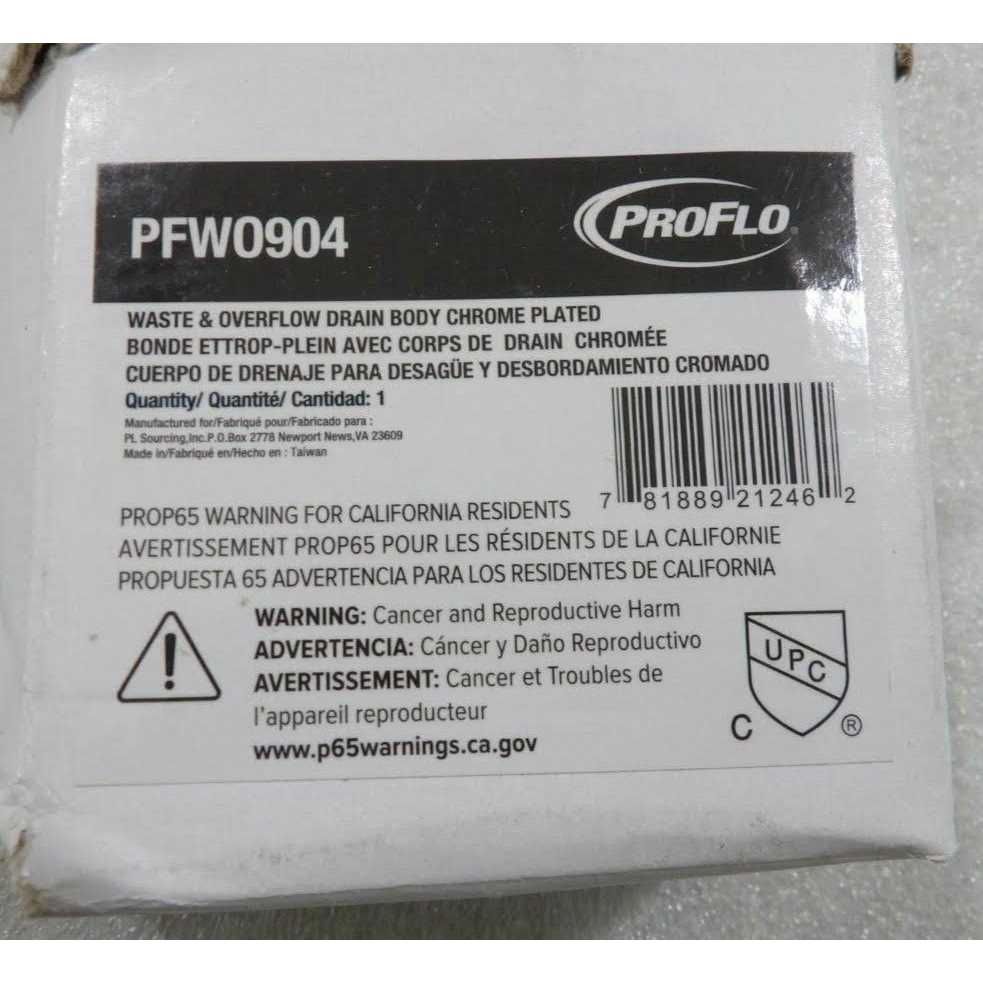 PFWO904
PROFLO®
WASTE & OVERFLOW DRAIN BODY CHROME PLATED
BONDE ETTROP-PLEIN AVEC CORPS DE DRAIN CHROMÉE
CUERPO DE DRENAJE PARA DESAGÜE Y DESBORDAMIENTO CROMADO
Quantity/ Quantité/ Cantidad: 1
Manufactured for/Fabriqué pour/Fabricado para :
PL Sourcing,Inc.P.O.Box 2778 Newport News,VA 23609
Made in/Fabriqué en/Hecho en : Taiwan
7 81889 21246 2
PROP65 WARNING FOR CALIFORNIA RESIDENTS
AVERTISSEMENT PROP65 POUR LES RÉSIDENTS DE LA CALIFORNIE
PROPUESTA 65 ADVERTENCIA PARA LOS RESIDENTES DE CALIFORNIA
WARNING: Cancer and Reproductive Harm
ADVERTENCIA: Cáncer y Daño Reproductivo
AVERTISSEMENT: Cancer et Troubles de
l'appareil reproducteur
www.p65warnings.ca.gov
UPC
C ®